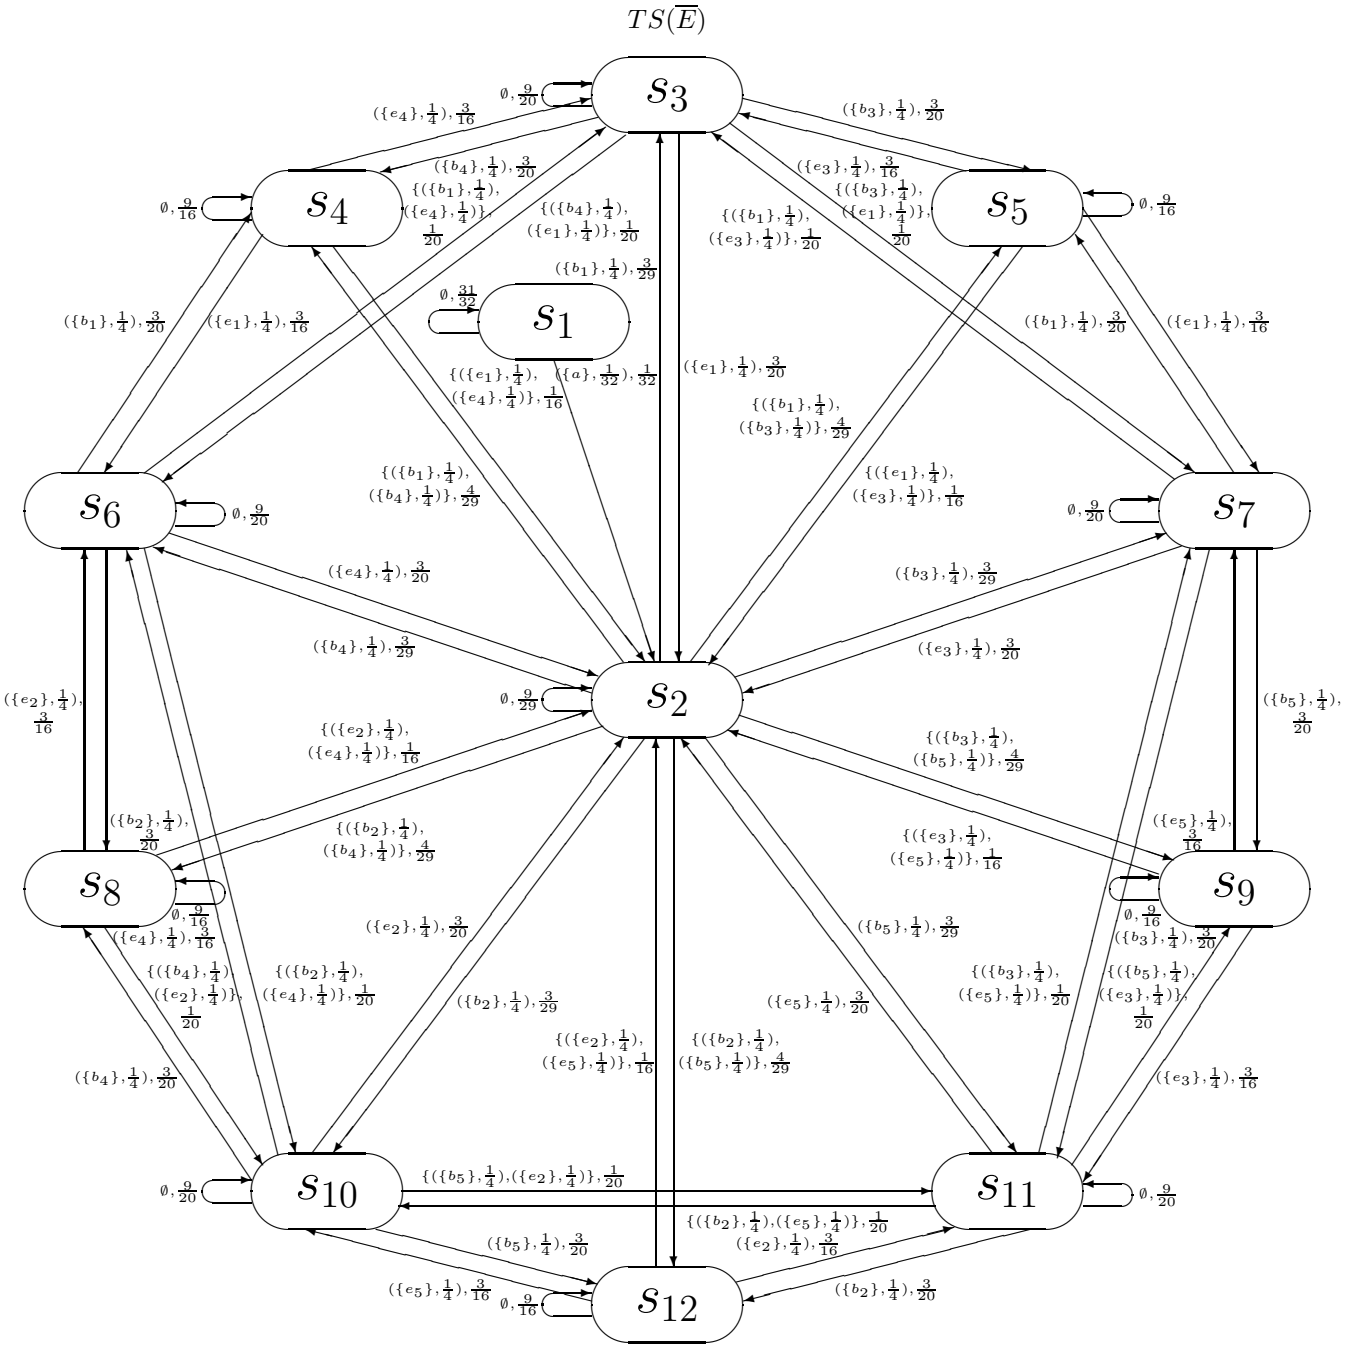 TS(E̅)
s3
∅, 9/20
({e4}, 1/4), 3/16
({b3}, 1/4), 3/20
({b4}, 1/4), 3/20
({e3}, 1/4), 3/16
s4
∅, 9/16
s5
∅, 9/16
{({b1}, 1/4),
({e4}, 1/4)},
1/20
{({b4}, 1/4),
({e1}, 1/4)}, 1/20
{({b1}, 1/4),
({e3}, 1/4)}, 1/20
{({b3}, 1/4),
({e1}, 1/4)},
1/20
({b1}, 1/4), 3/29
s1
∅, 31/32
({b1}, 1/4), 3/20
({e1}, 1/4), 3/16
({b1}, 1/4), 3/20
({e1}, 1/4), 3/16
({a}, 1/32), 1/32
({e1}, 1/4), 3/20
{({e1}, 1/4),
({e4}, 1/4)}, 1/16
{({b1}, 1/4),
({b3}, 1/4)}, 4/29
{({b1}, 1/4),
({b4}, 1/4)}, 4/29
{({e1}, 1/4),
({e3}, 1/4)}, 1/16
s6
∅, 9/20
s7
∅, 9/20
({e4}, 1/4), 3/20
({b3}, 1/4), 3/29
({b4}, 1/4), 3/29
({e3}, 1/4), 3/20
s2
∅, 9/29
({e2}, 1/4),
3/16
({b5}, 1/4),
3/20
{({e2}, 1/4),
({e4}, 1/4)}, 1/16
{({b3}, 1/4),
({b5}, 1/4)}, 4/29
({b2}, 1/4),
3/20
{({b2}, 1/4),
({b4}, 1/4)}, 4/29
{({e3}, 1/4),
({e5}, 1/4)}, 1/16
({e5}, 1/4),
3/16
s8
∅, 9/16
s9
∅, 9/16
({e4}, 1/4), 3/16
({e2}, 1/4), 3/20
({b5}, 1/4), 3/29
({b3}, 1/4), 3/20
{({b4}, 1/4),
({e2}, 1/4)},
1/20
{({b2}, 1/4),
({e4}, 1/4)}, 1/20
({b2}, 1/4), 3/29
({e5}, 1/4), 3/20
{({b3}, 1/4),
({e5}, 1/4)}, 1/20
{({b5}, 1/4),
({e3}, 1/4)},
1/20
{({e2}, 1/4),
({e5}, 1/4)}, 1/16
{({b2}, 1/4),
({b5}, 1/4)}, 4/29
({b4}, 1/4), 3/20
({e3}, 1/4), 3/16
s10
∅, 9/20
s11
∅, 9/20
{({b5}, 1/4), ({e2}, 1/4)}, 1/20
{({b2}, 1/4), ({e5}, 1/4)}, 1/20
({b5}, 1/4), 3/20
({e2}, 1/4), 3/16
({e5}, 1/4), 3/16
({b2}, 1/4), 3/20
s12
∅, 9/16